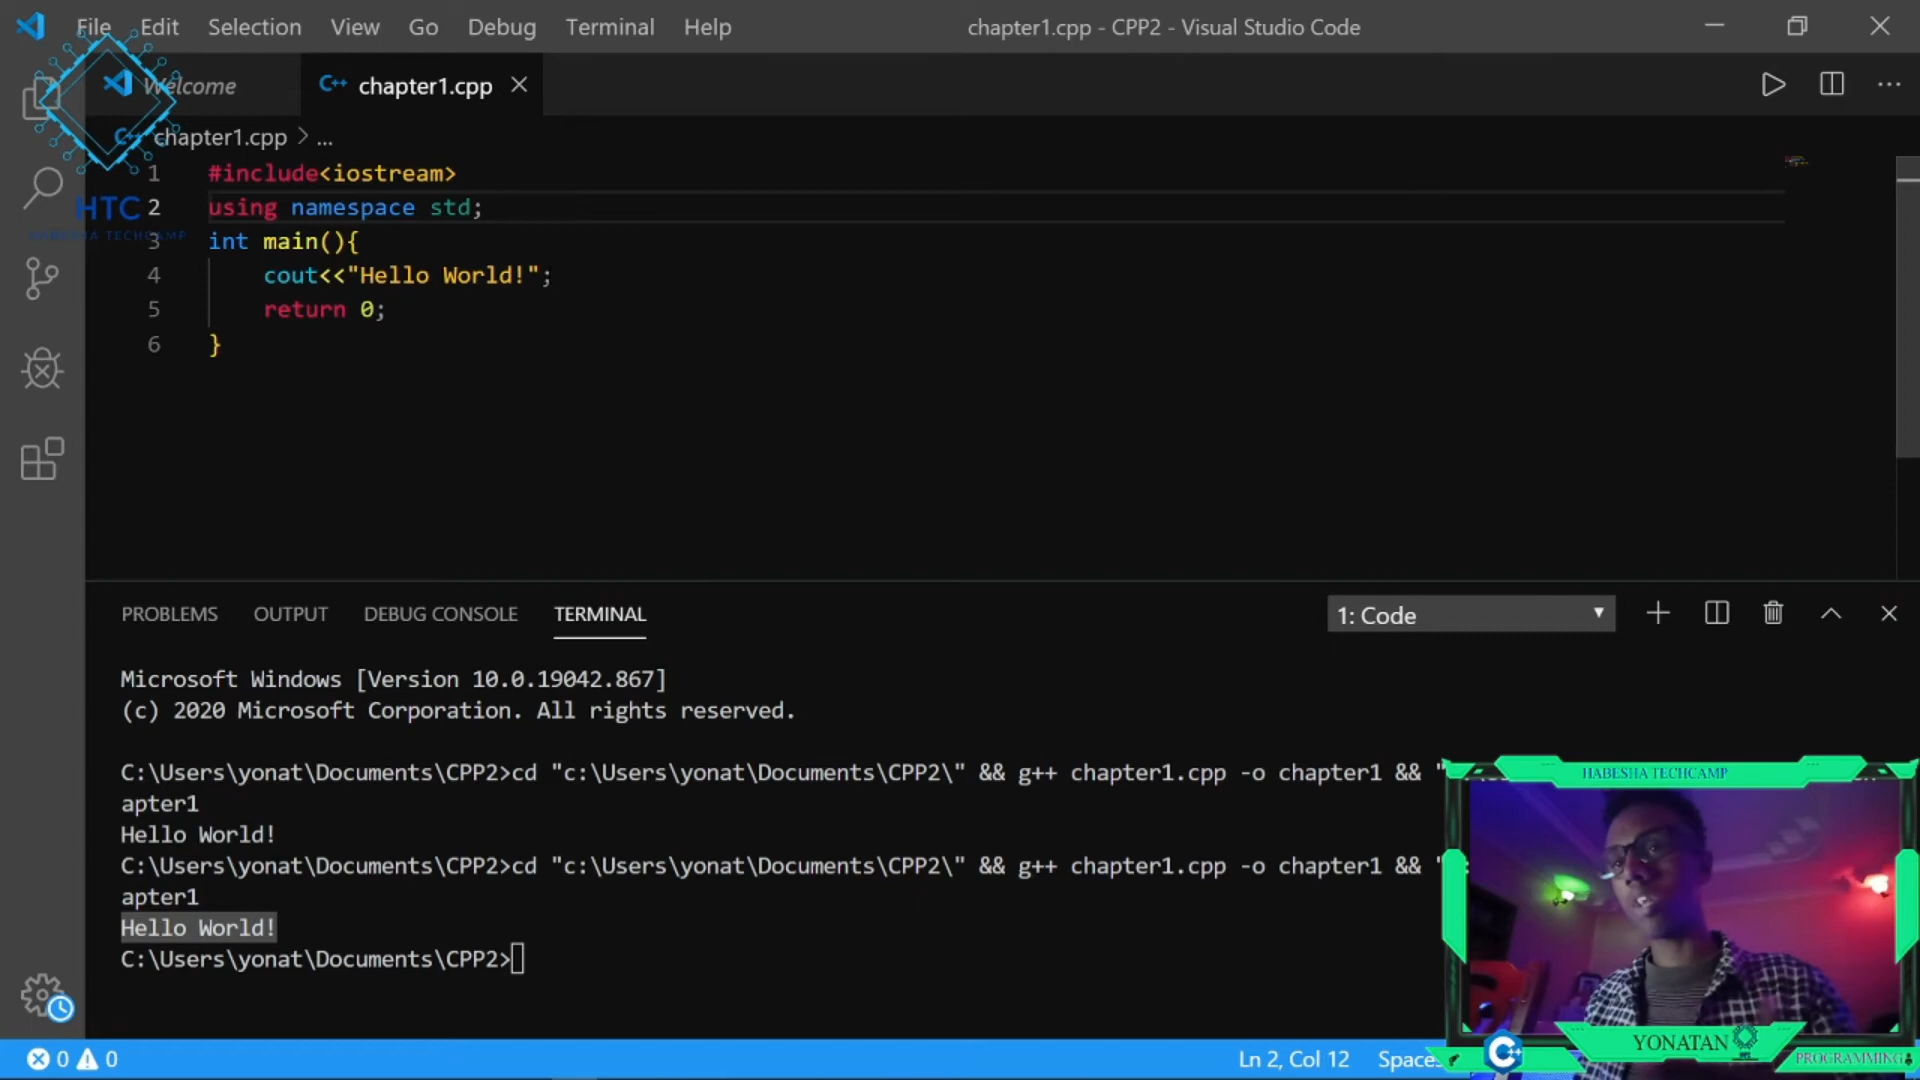 File Edit Selection View Go Debug Terminal Help chapter1.cpp - CPP2 - Visual Studio Code
Welcome C++ chapter1.cpp
C++ chapter1.cpp > ...
1 #include<iostream>
HTC 2 using namespace std;
HABESHA TECHCAMP
3 int main(){
4 cout<<"Hello World!";
5 return 0;
6 }
PROBLEMS OUTPUT DEBUG CONSOLE TERMINAL 1: Code
Microsoft Windows [Version 10.0.19042.867]
(c) 2020 Microsoft Corporation. All rights reserved.
C:\Users\yonat\Documents\CPP2>cd "c:\Users\yonat\Documents\CPP2\" && g++ chapter1.cpp -o chapter1 && "
apter1
Hello World!
C:\Users\yonat\Documents\CPP2>cd "c:\Users\yonat\Documents\CPP2\" && g++ chapter1.cpp -o chapter1 && "
apter1
Hello World!
C:\Users\yonat\Documents\CPP2>
HABESHA TECHCAMP
YONATAN
C++ PROGRAMMING
0 0 Ln 2, Col 12 Spaces